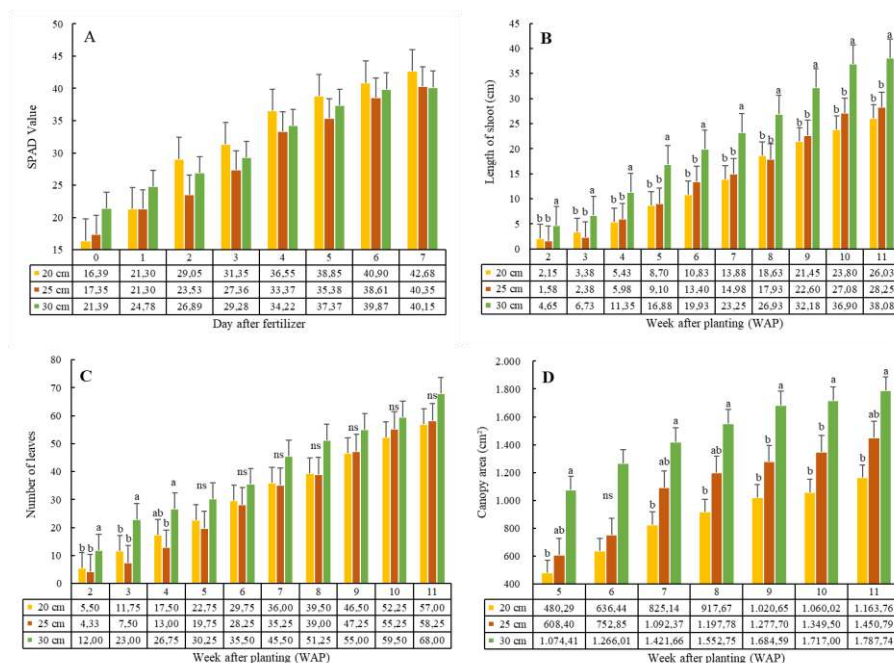 A
SPAD Value
50
45
40
35
30
25
20
15
0 1 2 3 4 5 6 7
20 cm 16,39 21,30 29,05 31,35 36,55 38,85 40,90 42,68
25 cm 17,35 21,30 23,53 27,36 33,37 35,38 38,61 40,35
30 cm 21,39 24,78 26,89 29,28 34,22 37,37 39,87 40,15
Day after fertilizer
B
Length of shoot (cm)
45
40
35
30
25
20
15
10
5
0
b b a b b a b b a b b a b b a b b a b b a b b a b b a b b a
2 3 4 5 6 7 8 9 10 11
20 cm 2,15 3,38 5,43 8,70 10,83 13,88 18,63 21,45 23,80 26,03
25 cm 1,58 2,38 5,98 9,10 13,40 14,98 17,93 22,60 27,08 28,25
30 cm 4,65 6,73 11,35 16,88 19,93 23,25 26,93 32,18 36,90 38,08
Week after planting (WAP)
C
Number of leaves
80
70
60
50
40
30
20
10
0
b b a b b a ab b a ns ns ns ns ns ns ns
2 3 4 5 6 7 8 9 10 11
20 cm 5,50 11,75 17,50 22,75 29,75 36,00 39,50 46,50 52,25 57,00
25 cm 4,33 7,50 13,00 19,75 28,25 35,25 39,00 47,25 55,25 58,25
30 cm 12,00 23,00 26,75 30,25 35,50 45,50 51,25 55,00 59,50 68,00
Week after planting (WAP)
D
Canopy area (cm²)
2.000
1.800
1.600
1.400
1.200
1.000
800
600
400
b ab a ns b ab a b ab a b b a b ab a b ab a
5 6 7 8 9 10 11
20 cm 480,29 636,44 825,14 917,67 1.020,65 1.060,02 1.163,76
25 cm 608,40 752,85 1.092,37 1.197,78 1.277,70 1.349,50 1.450,79
30 cm 1.074,41 1.266,01 1.421,66 1.552,75 1.684,59 1.717,00 1.787,74
Week after planting (WAP)